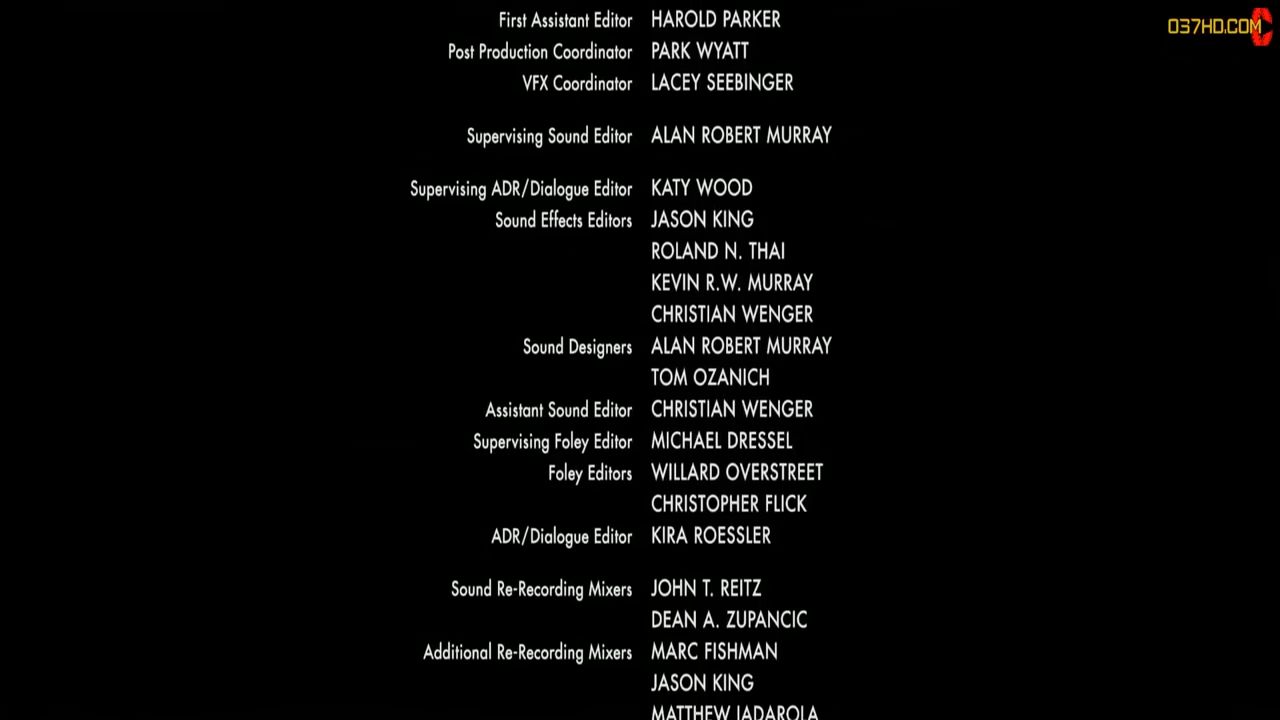 037HD.COM
First Assistant Editor HAROLD PARKER
Post Production Coordinator PARK WYATT
VFX Coordinator LACEY SEEBINGER
Supervising Sound Editor ALAN ROBERT MURRAY
Supervising ADR/Dialogue Editor KATY WOOD
Sound Effects Editors JASON KING
ROLAND N. THAI
KEVIN R.W. MURRAY
CHRISTIAN WENGER
Sound Designers ALAN ROBERT MURRAY
TOM OZANICH
Assistant Sound Editor CHRISTIAN WENGER
Supervising Foley Editor MICHAEL DRESSEL
Foley Editors WILLARD OVERSTREET
CHRISTOPHER FLICK
ADR/Dialogue Editor KIRA ROESSLER
Sound Re-Recording Mixers JOHN T. REITZ
DEAN A. ZUPANCIC
Additional Re-Recording Mixers MARC FISHMAN
JASON KING
MATTHEW IADAROLA